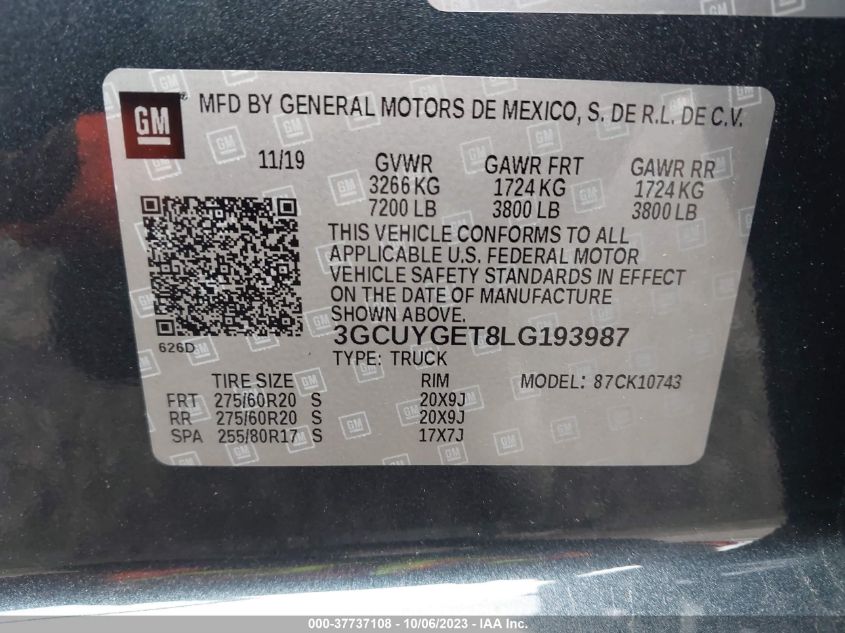 GM
MFD BY GENERAL MOTORS DE MEXICO, S. DE R.L. DE C.V.
11/19 GVWR GAWR FRT GAWR RR
3266 KG 1724 KG 1724 KG
7200 LB 3800 LB 3800 LB
THIS VEHICLE CONFORMS TO ALL
APPLICABLE U.S. FEDERAL MOTOR
VEHICLE SAFETY STANDARDS IN EFFECT
ON THE DATE OF MANUFACTURE
SHOWN ABOVE.
626D 3GCUYGET8LG193987
TYPE: TRUCK
TIRE SIZE RIM MODEL: 87CK10743
FRT 275/60R20 S 20X9J
RR 275/60R20 S 20X9J
SPA 255/80R17 S 17X7J
000-37737108 - 10/06/2023 - IAA Inc.